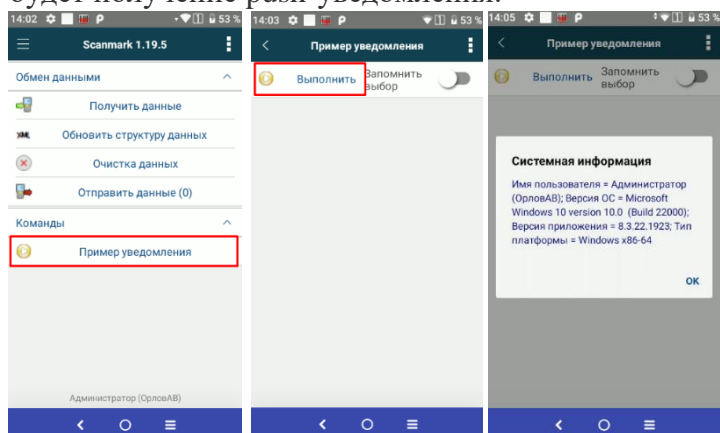 будет получение push-уведомления.
14:02 53 %
Scanmark 1.19.5
Обмен данными
Получить данные
XML Обновить структуру данных
Очистка данных
Отправить данные (0)
Команды
Пример уведомления
Администратор (ОрловАВ)
14:03 53 %
Пример уведомления
Выполнить
Запомнить
выбор
14:05 53 %
Пример уведомления
Выполнить
Запомнить
выбор
Системная информация
Имя пользователя = Администратор
(ОрловАВ); Версия ОС = Microsoft
Windows 10 version 10.0 (Build 22000);
Версия приложения = 8.3.22.1923; Тип
платформы = Windows x86-64
ОК